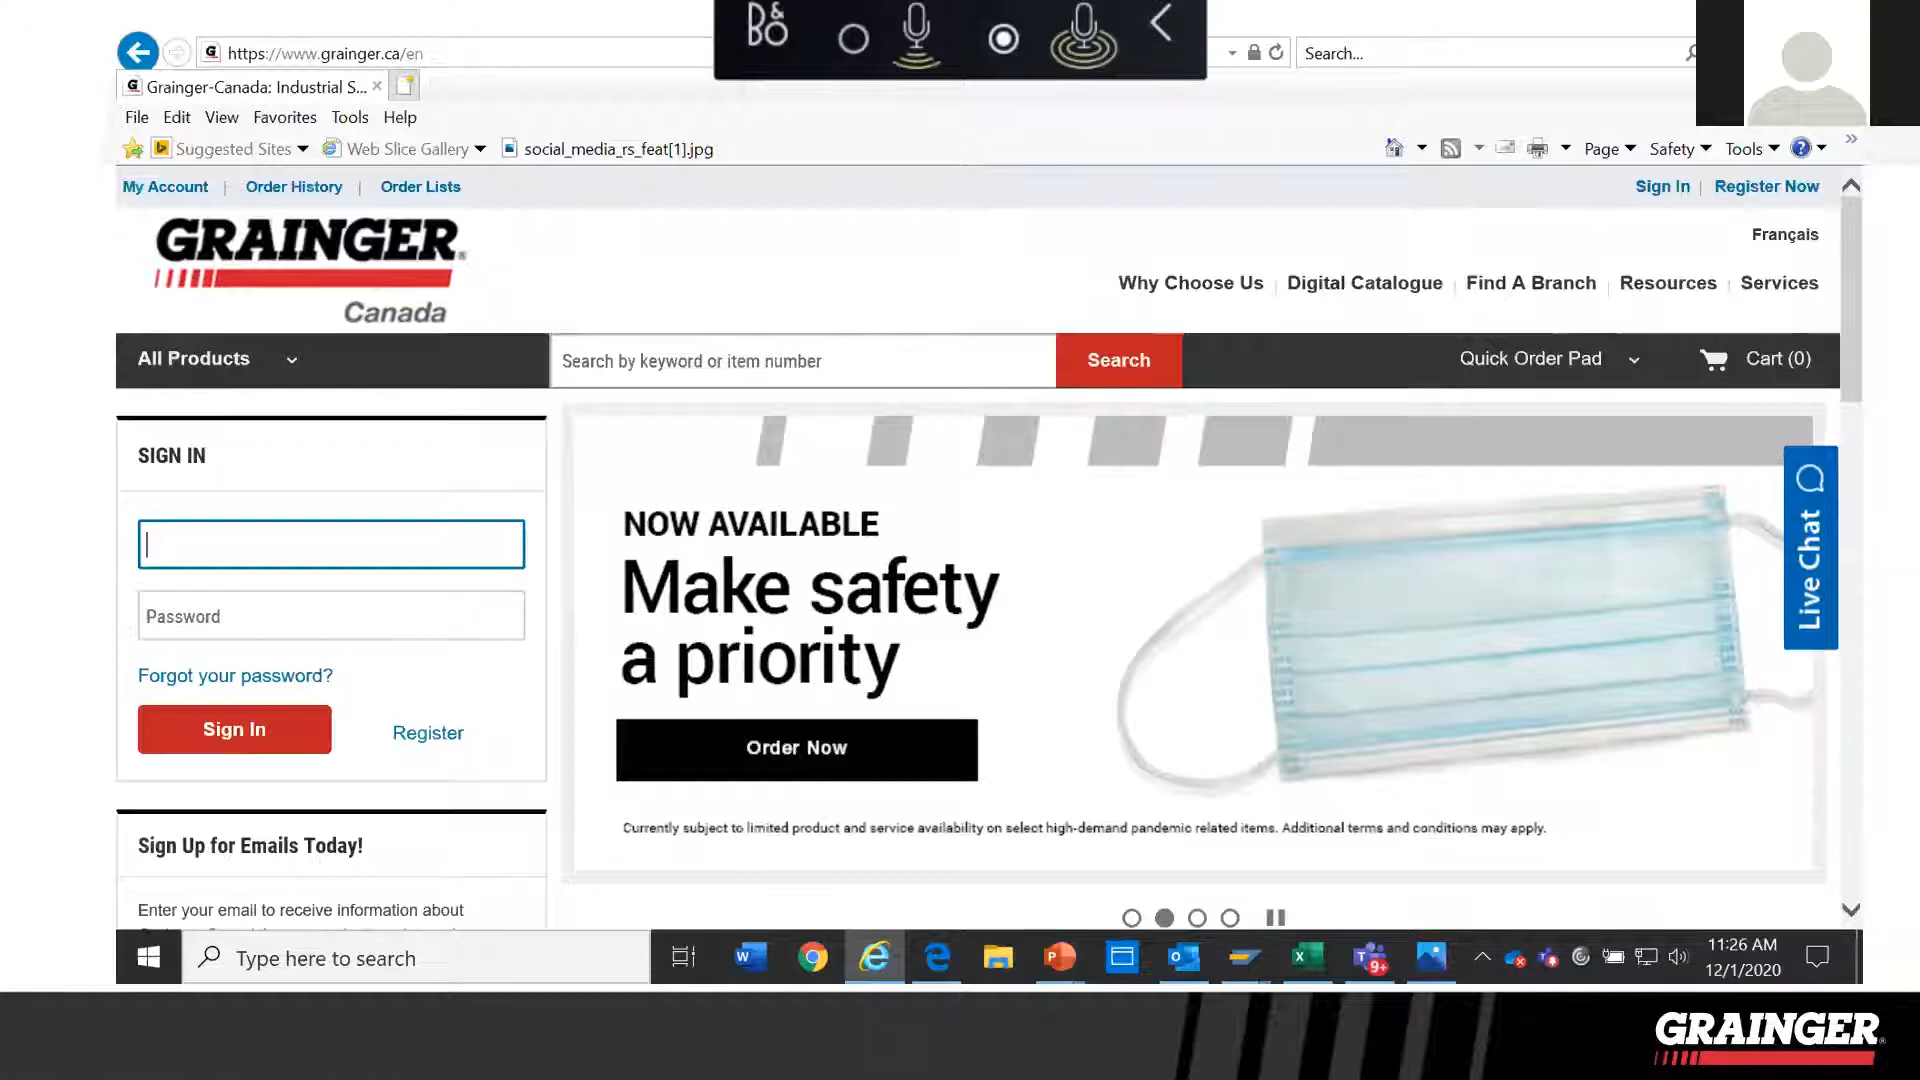 B&O
https://www.grainger.ca/en
Search...
Grainger-Canada: Industrial S...
File Edit View Favorites Tools Help
Suggested Sites Web Slice Gallery social_media_rs_feat[1].jpg
Page Safety Tools
My Account | Order History | Order Lists
Sign In | Register Now
GRAINGER
Canada
Français
Why Choose Us | Digital Catalogue | Find A Branch | Resources | Services
All Products
Search by keyword or item number
Search
Quick Order Pad
Cart (0)
SIGN IN
Password
Forgot your password?
Sign In
Register
NOW AVAILABLE
Make safety
a priority
Order Now
Currently subject to limited product and service availability on select high-demand pandemic related items. Additional terms and conditions may apply.
Live Chat
Sign Up for Emails Today!
Enter your email to receive information about
Type here to search
9+
11:26 AM
12/1/2020
GRAINGER